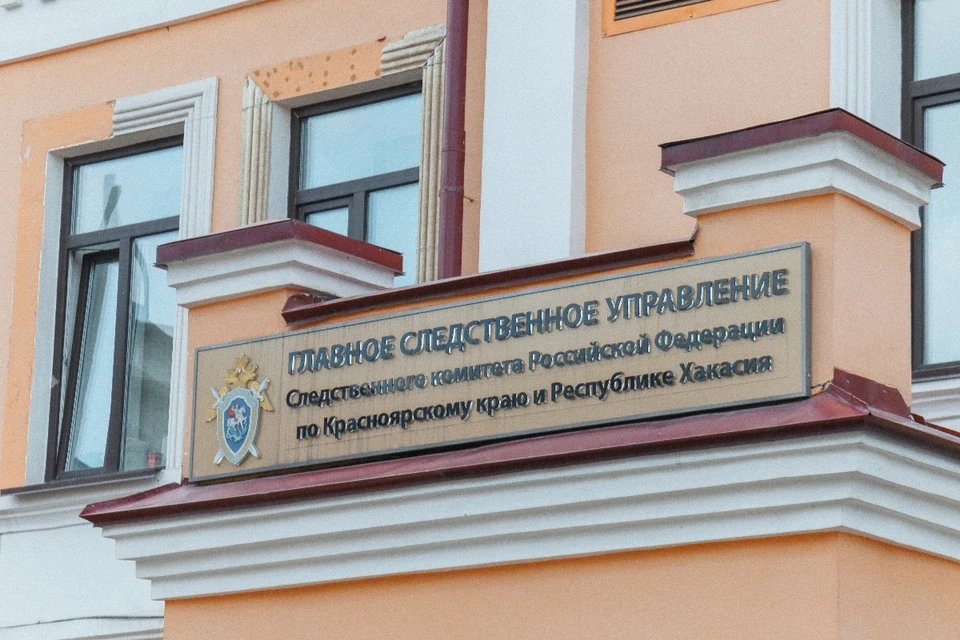 ГЛАВНОЕ СЛЕДСТВЕННОЕ УПРАВЛЕНИЕ
Следственного комитета Российской Федерации
по Красноярскому краю и Республике Хакасия